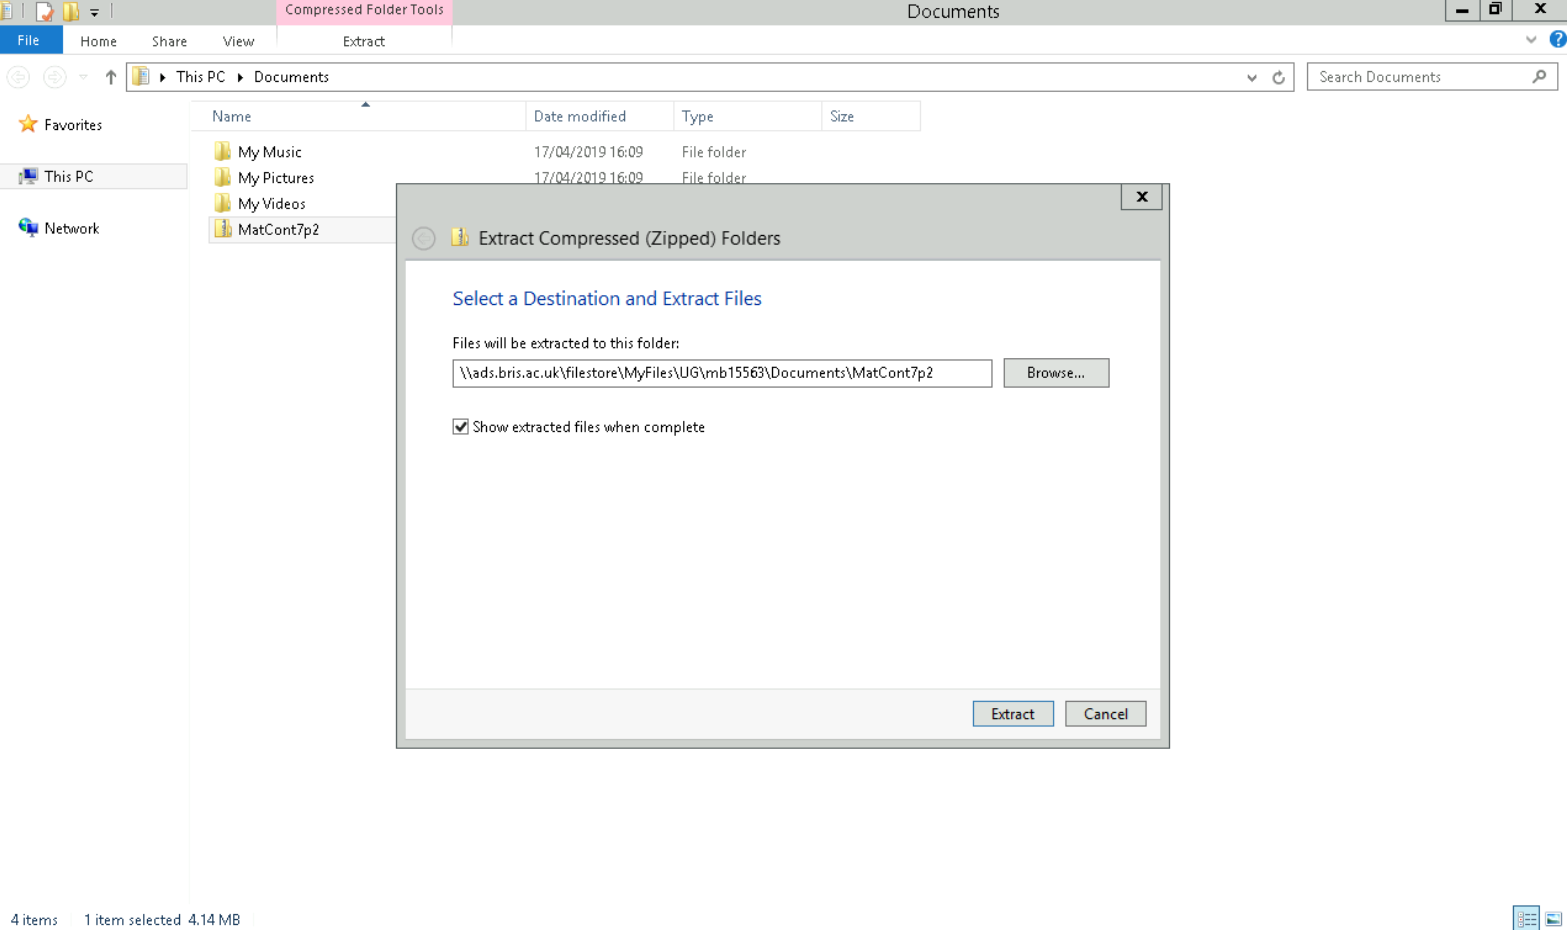 Compressed Folder Tools
Documents
File Home Share View Extract
This PC Documents
Search Documents
Favorites
This PC
Network
Name Date modified Type Size
My Music 17/04/2019 16:09 File folder
My Pictures 17/04/2019 16:09 File folder
My Videos
MatCont7p2
Extract Compressed (Zipped) Folders
Select a Destination and Extract Files
Files will be extracted to this folder:
\\ads.bris.ac.uk\filestore\MyFiles\UG\mb15563\Documents\MatCont7p2
Browse...
Show extracted files when complete
Extract Cancel
4 items 1 item selected 4.14 MB